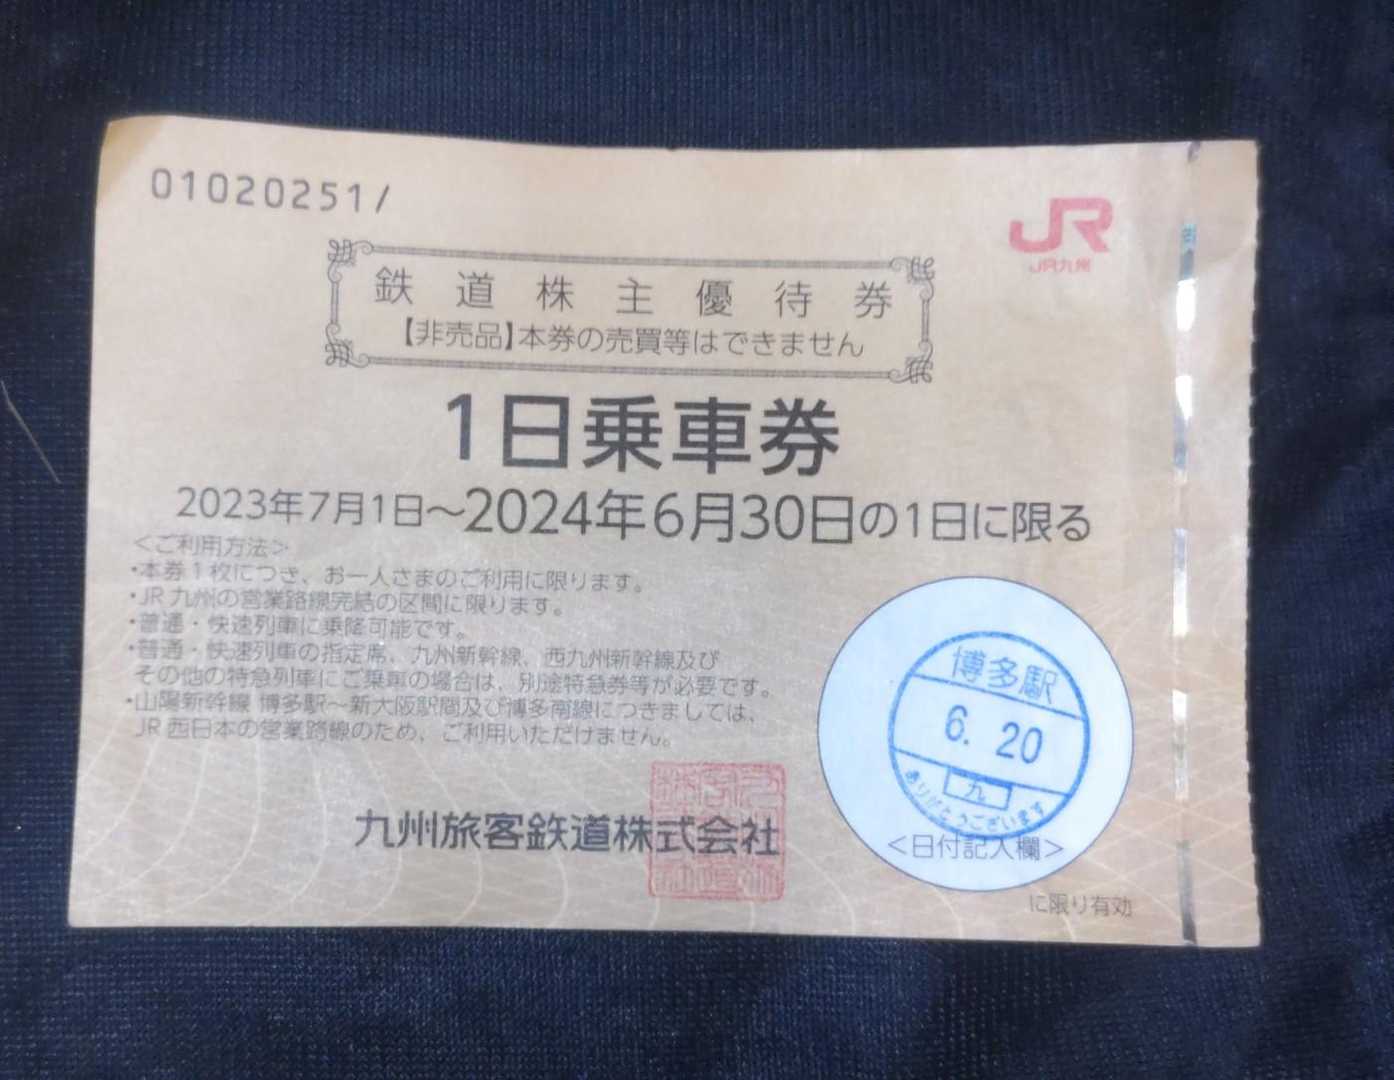 01020251/
JR
JR九州
鉄道株主優待券
【非売品】本券の売買等はできません
1日乗車券
2023年7月1日〜2024年6月30日の1日に限る
<ご利用方法>
・本券1枚につき、お一人さまのご利用に限ります。
・JR九州の営業路線完結の区間に限ります。
・普通・快速列車に乗降可能です。
・普通・快速列車の指定席、九州新幹線、西九州新幹線及び
その他の特急列車にご乗車の場合は、別途特急券等が必要です。
・山陽新幹線 博多駅〜新大阪駅間及び博多南線につきましては、
JR西日本の営業路線のため、ご利用いただけません。
九州旅客鉄道株式会社
博多駅
6. 20
九
ありがとうございます
<日付記入欄>
に限り有効